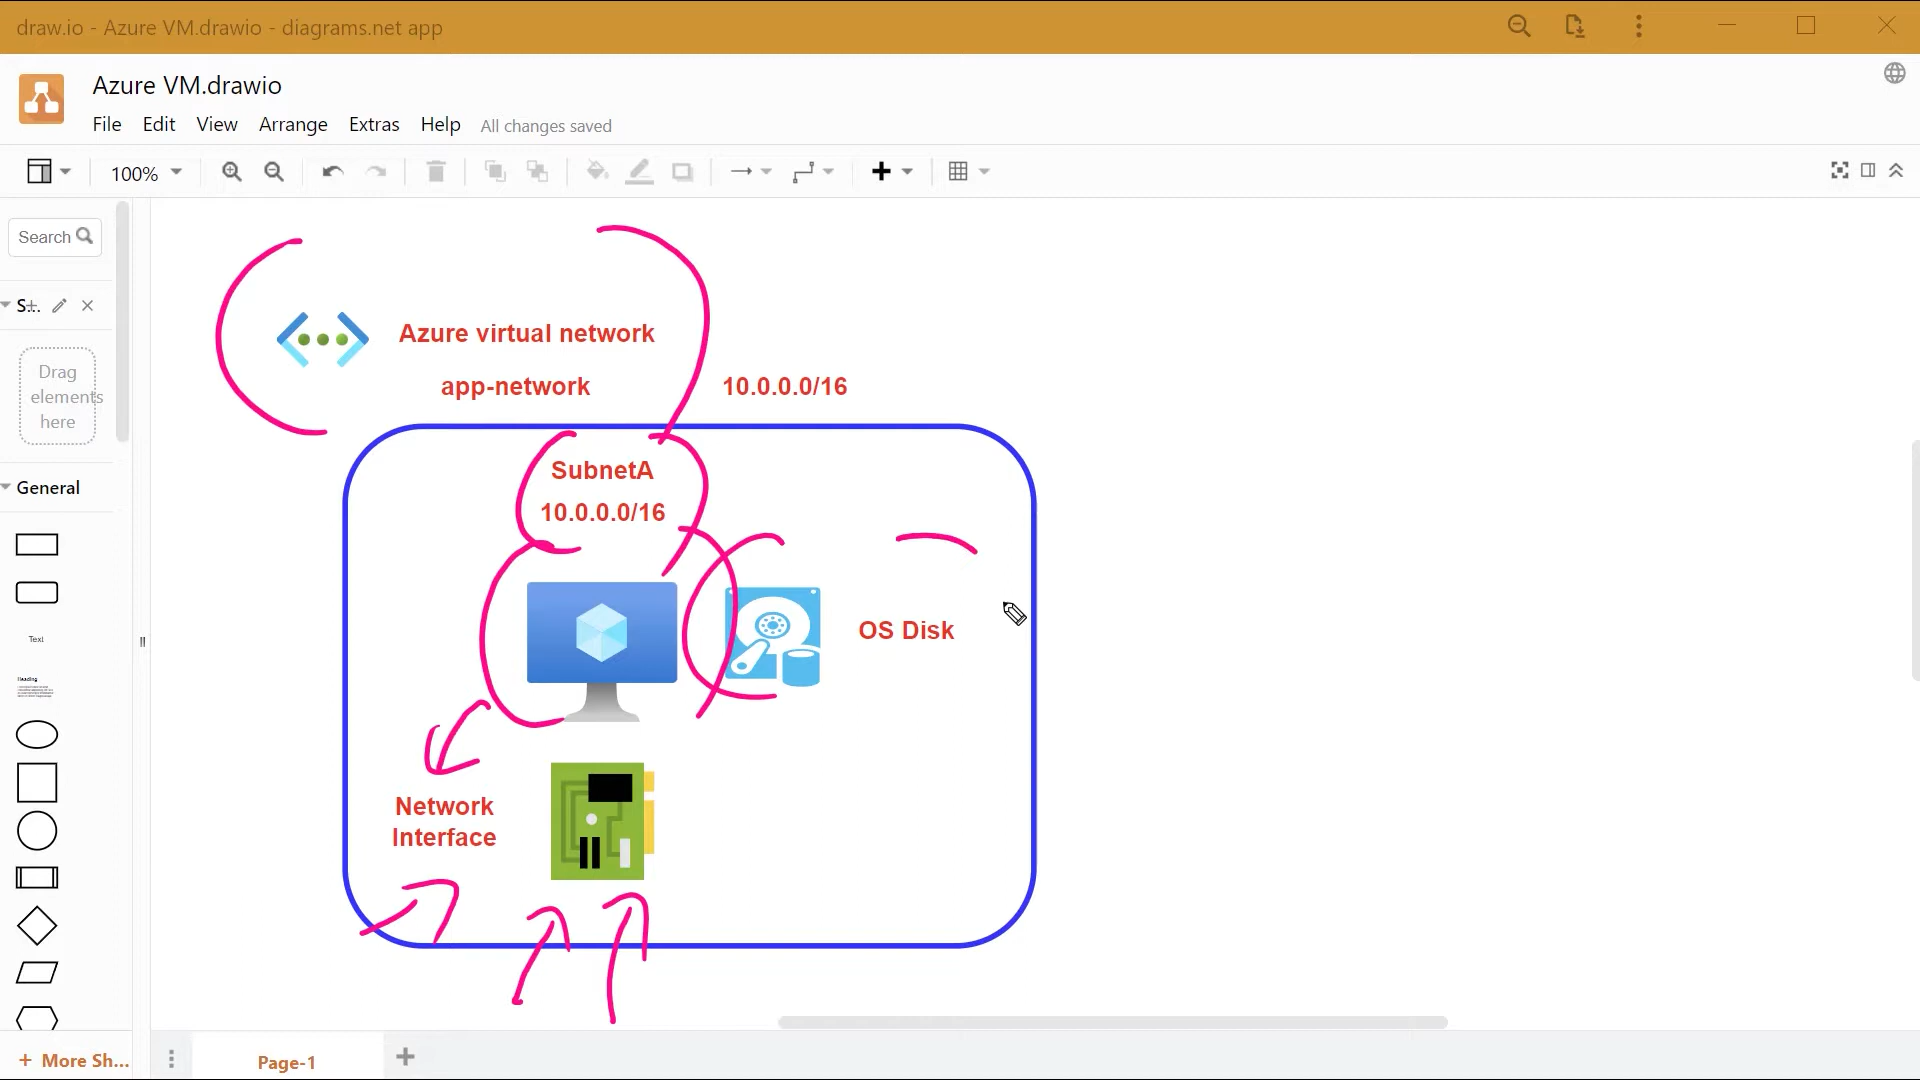 draw.io - Azure VM.drawio - diagrams.net app
Azure VM.drawio
File Edit View Arrange Extras Help All changes saved
100%
Search
S...
Drag
elements
here
General
Text
Heading
More Sh...
Page-1
Azure virtual network
app-network
10.0.0.0/16
SubnetA
10.0.0.0/16
OS Disk
Network
Interface